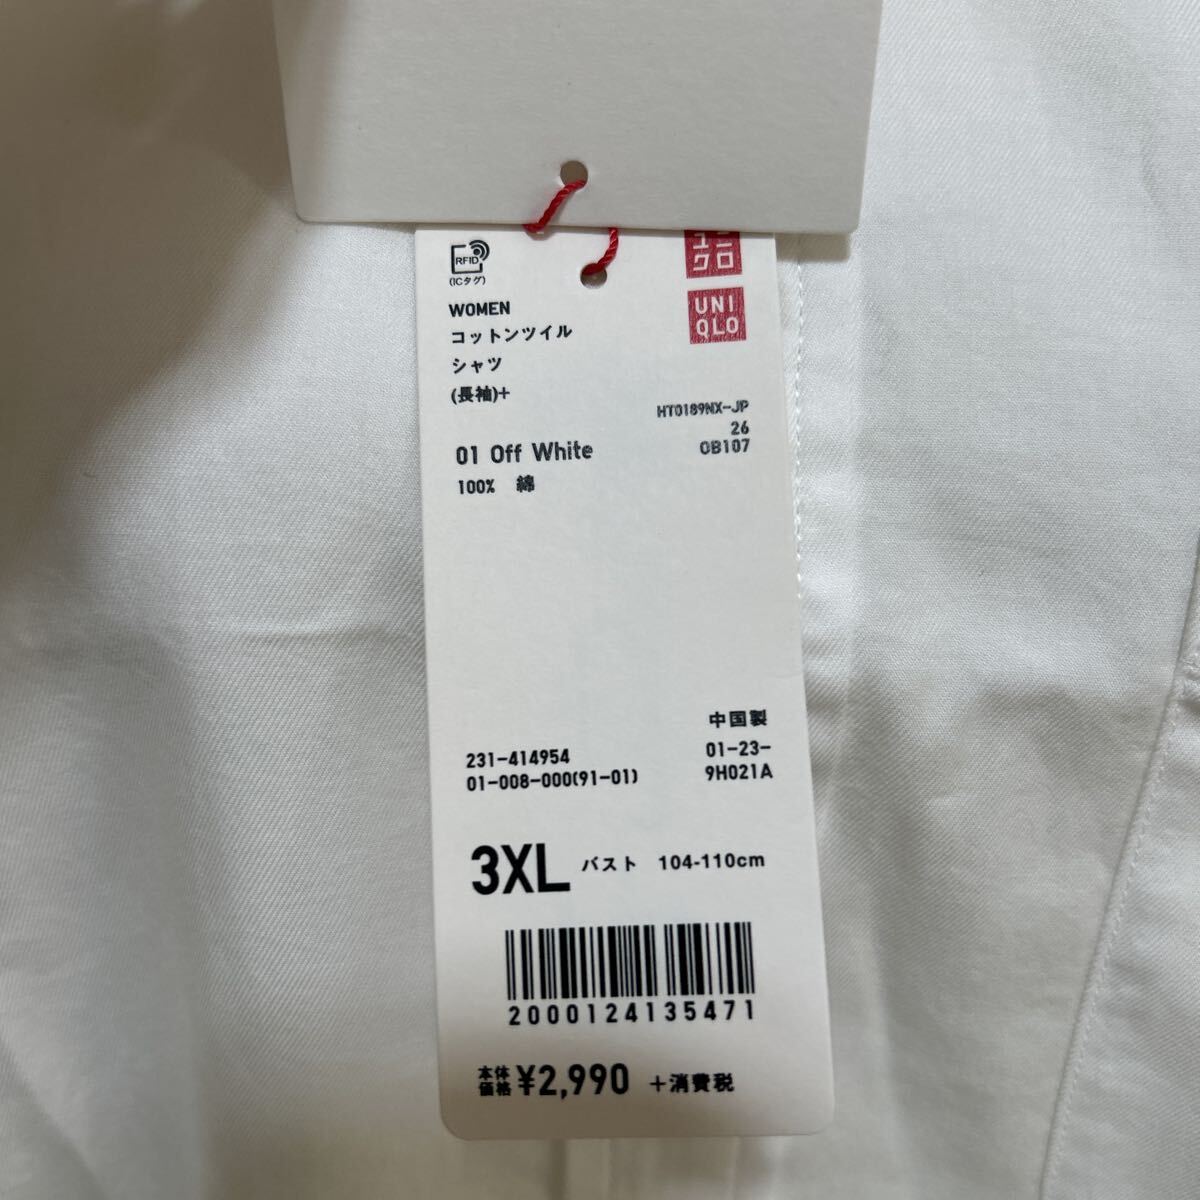 RFID
(ICタグ)
ユニ
クロ
UNI
QLO
WOMEN
コットンツイル
シャツ
(長袖)+
HT0189NX-JP
26
OB107
01 Off White
100% 綿
中国製
231-414954
01-23-
01-008-000(91-01)
9H021A
3XL バスト 104-110cm
2000124135471
本体
価格 ¥2,990 +消費税